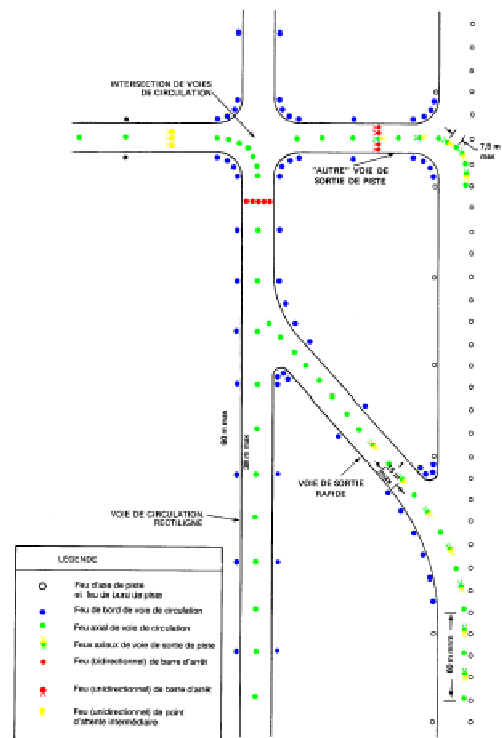 INTERSECTION DE VOIES
DE CIRCULATION
7,5 m
max
"AUTRE" VOIE DE
SORTIE DE PISTE
60 m max
VOIE DE SORTIE
RAPIDE
VOIE DE CIRCULATION
RECTILIGNE
LÉGENDE
Feu d'axe de piste
et feu de bord de piste
Feu de bord de voie de circulation
Feu axial de voie de circulation
Feux axiaux de voie de sortie de piste
Feu (bidirectionnel) de barre d'arrêt
Feu (unidirectionnel) de barre d'arrêt
Feu (unidirectionnel) de point
d'attente intermédiaire